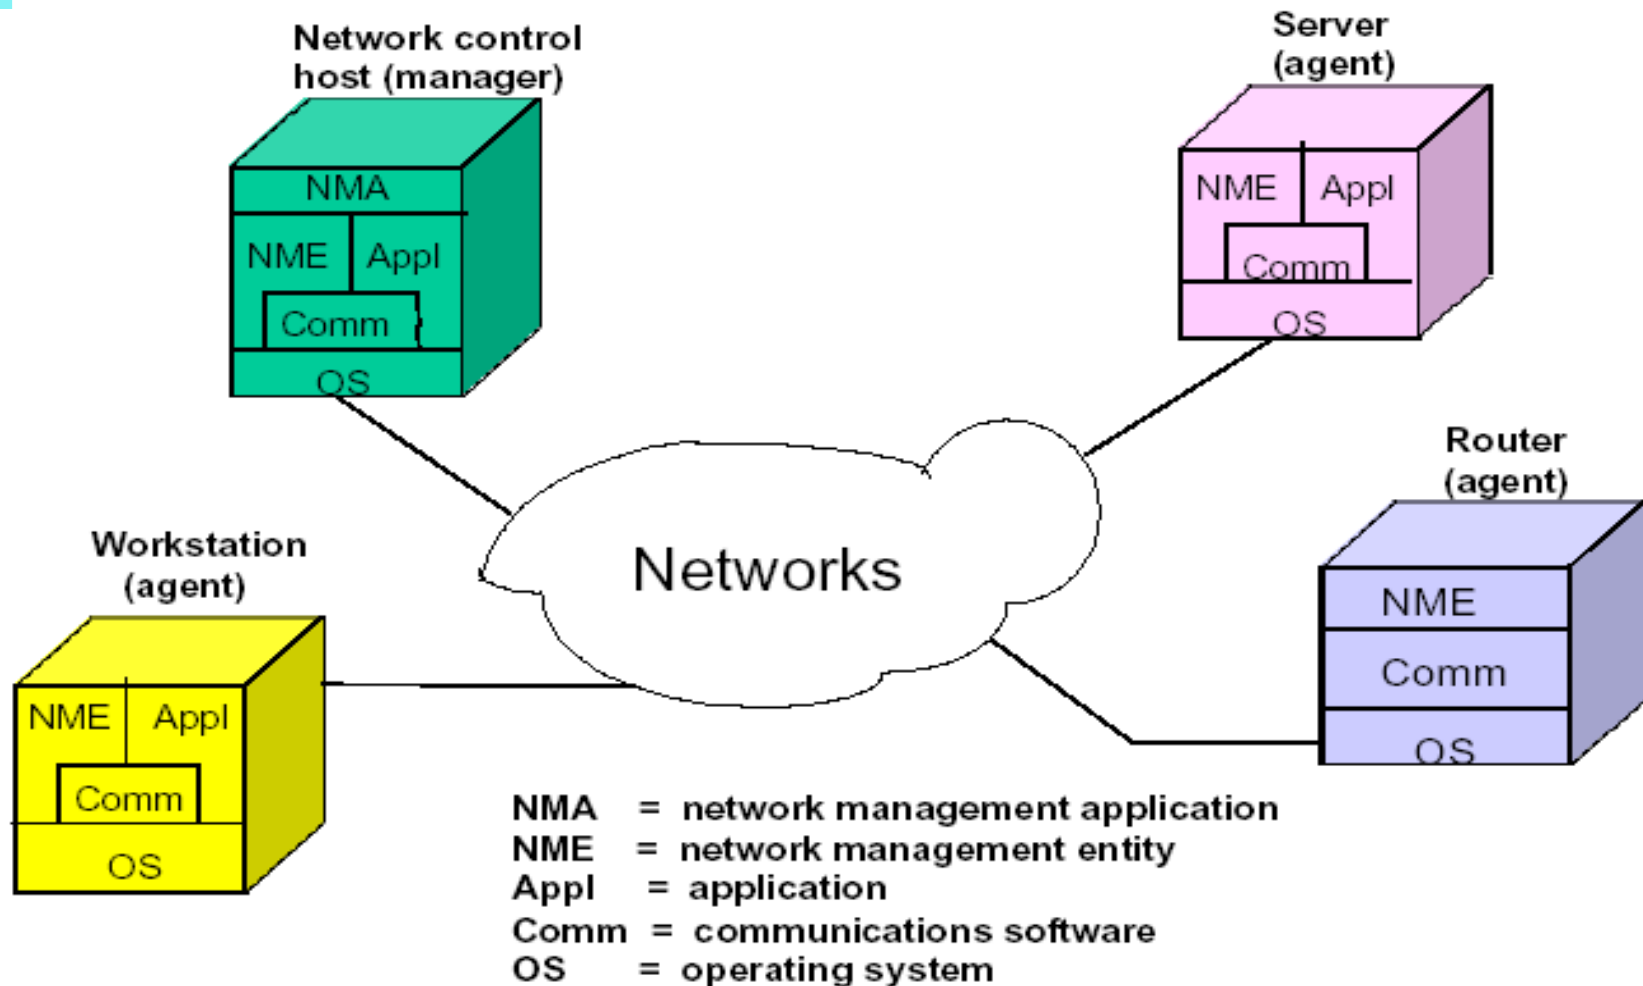 Network control
host (manager)
NMA
NME Appl
Comm
OS
Server
(agent)
NME Appl
Comm
OS
Networks
Workstation
(agent)
NME Appl
Comm
OS
Router
(agent)
NME
Comm
OS
NMA = network management application
NME = network management entity
Appl = application
Comm = communications software
OS = operating system